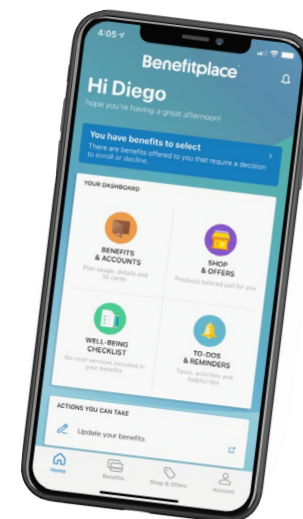 4:05
Benefitplace
Hi Diego
hope you're having a great afternoon!
You have benefits to select
There are benefits offered to you that require a decision
to enroll or decline.
YOUR DASHBOARD
BENEFITS
& ACCOUNTS
Plan usage, details and
ID cards
SHOP
& OFFERS
Products tailored just for you
WELL-BEING
CHECKLIST
No-cost services included in
your benefits
TO-DOS
& REMINDERS
Tasks, activities and
helpful tips
ACTIONS YOU CAN TAKE
Update your benefits
Home
Benefits
Shop & Offers
Account